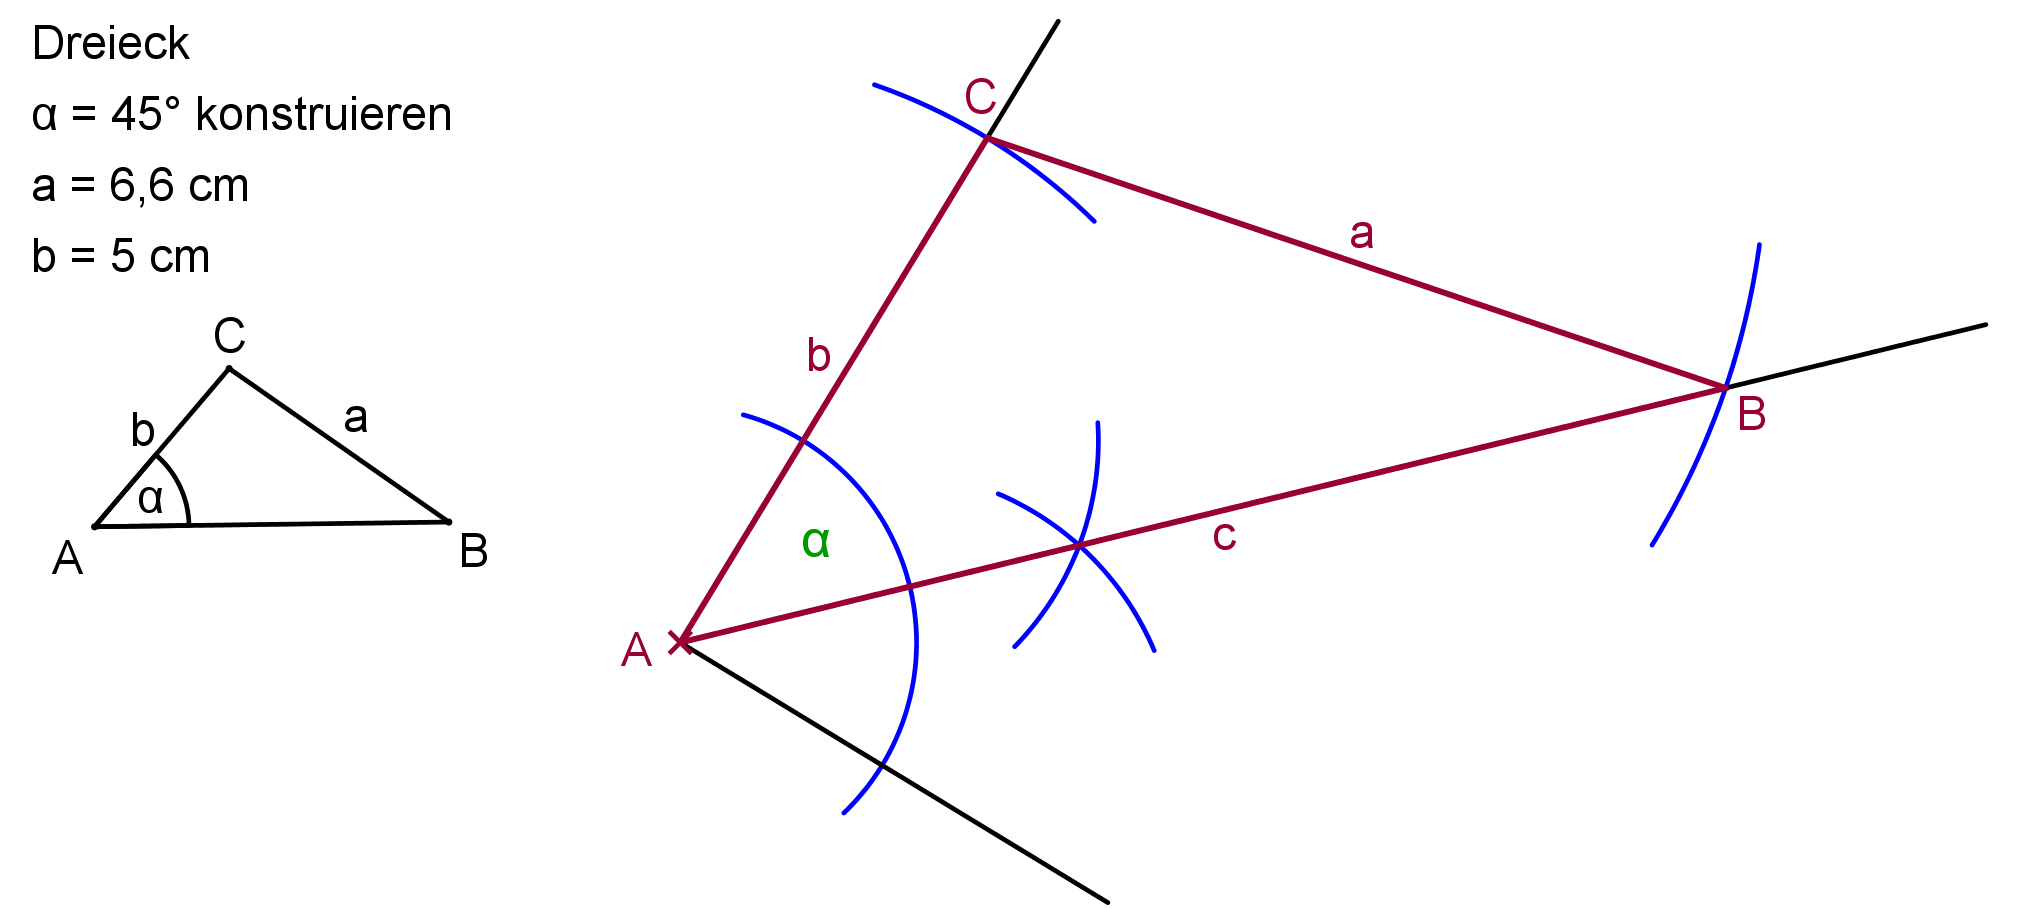 Dreieck
α = 45° konstruieren
a = 6,6 cm
b = 5 cm
C
b
a
α
A
B
C
a
b
B
α
c
A